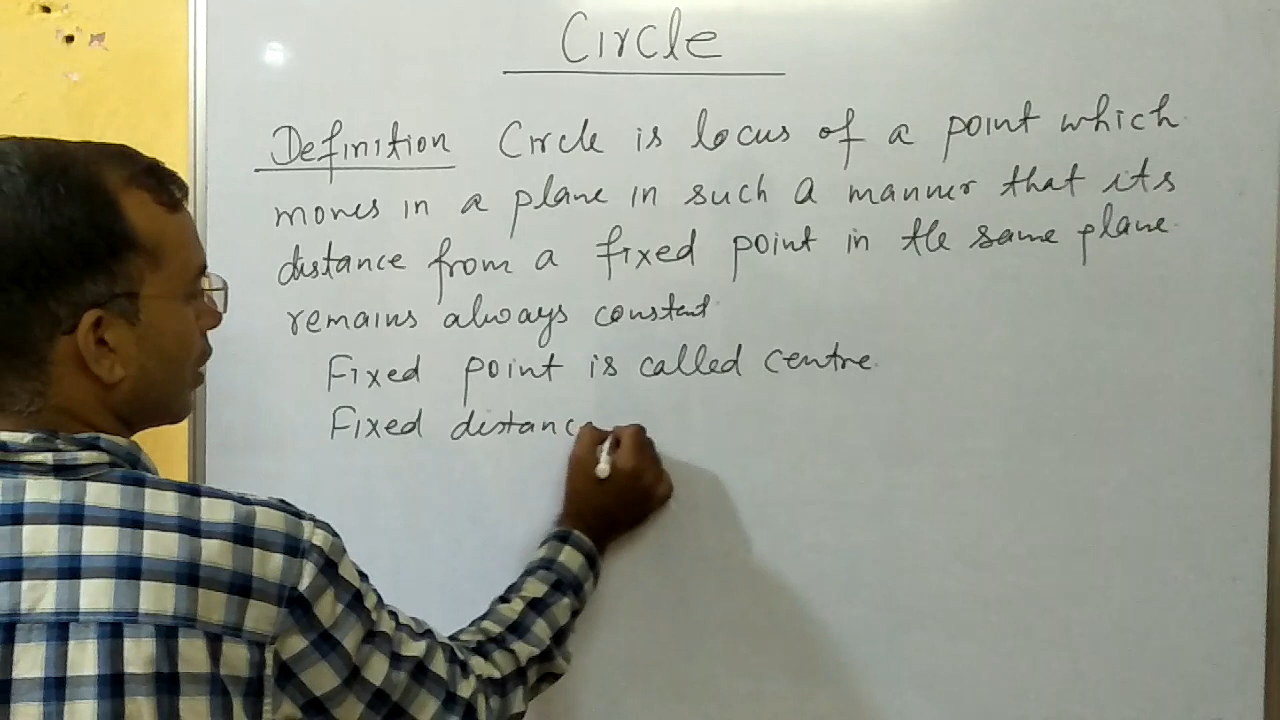 Circle
Definition Circle is locus of a point which
moves in a plane in such a manner that its
distance from a fixed point in the same plane.
remains always constant.
Fixed point is called centre.
Fixed distanc